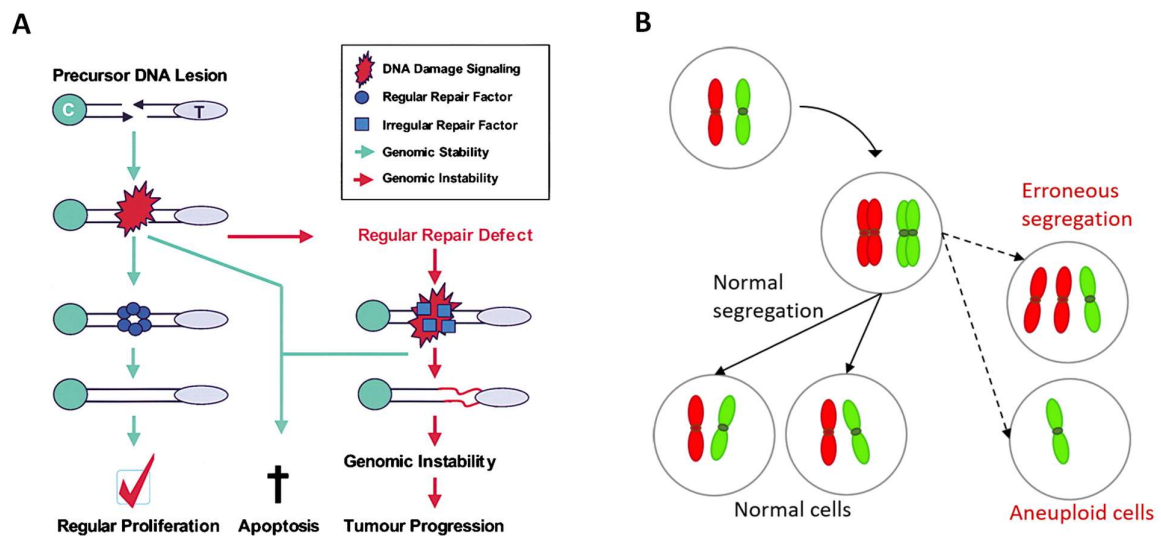 A
Precursor DNA Lesion
C
T
DNA Damage Signaling
Regular Repair Factor
Irregular Repair Factor
Genomic Stability
Genomic Instability
Regular Repair Defect
Genomic Instability
Regular Proliferation
Apoptosis
Tumour Progression
B
Erroneous
segregation
Normal
segregation
Normal cells
Aneuploid cells